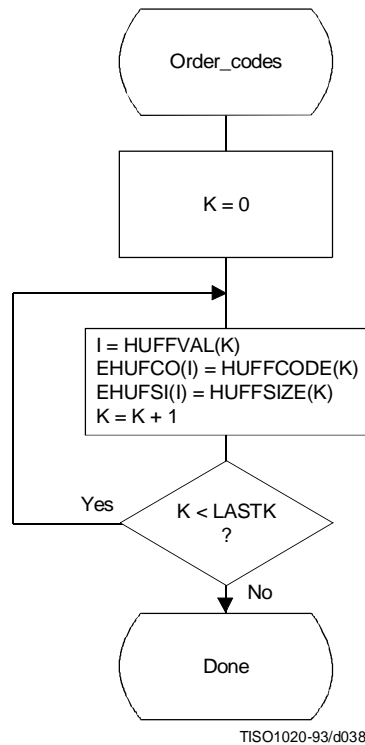 Order_codes
K = 0
I = HUFFVAL(K)
EHUFCO(I) = HUFFCODE(K)
EHUFSI(I) = HUFFSIZE(K)
K = K + 1
Yes
K < LASTK
?
No
Done
TISO1020-93/d038